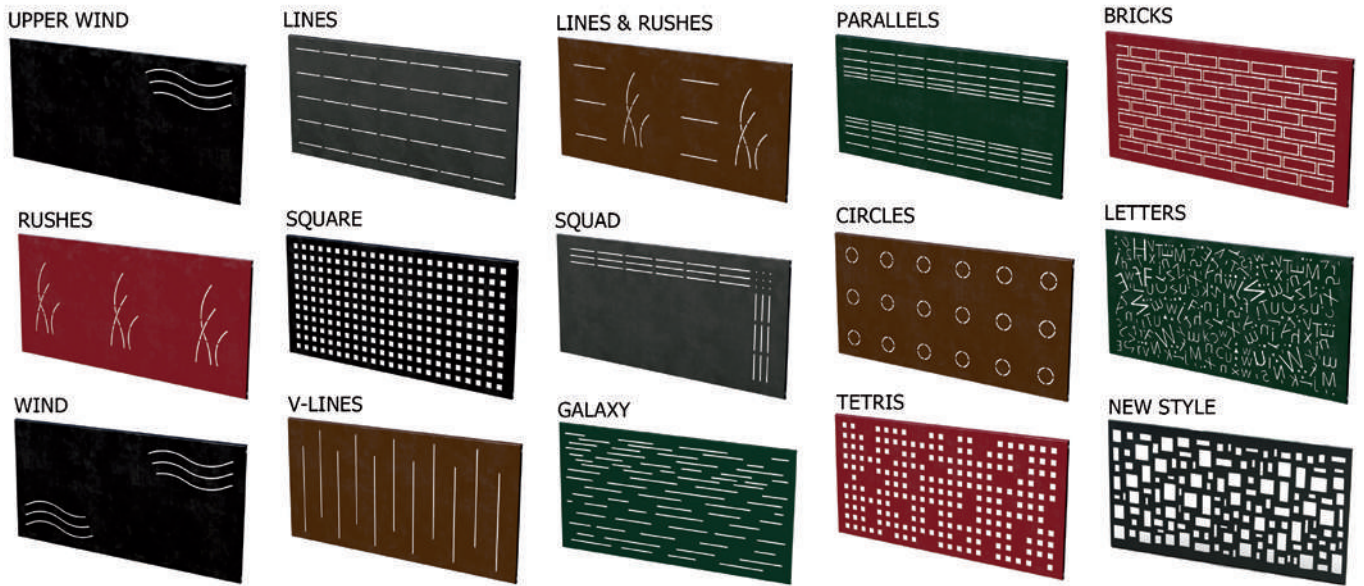 UPPER WIND
LINES
LINES & RUSHES
PARALLELS
BRICKS
RUSHES
SQUARE
SQUAD
CIRCLES
LETTERS
WIND
V-LINES
GALAXY
TETRIS
NEW STYLE